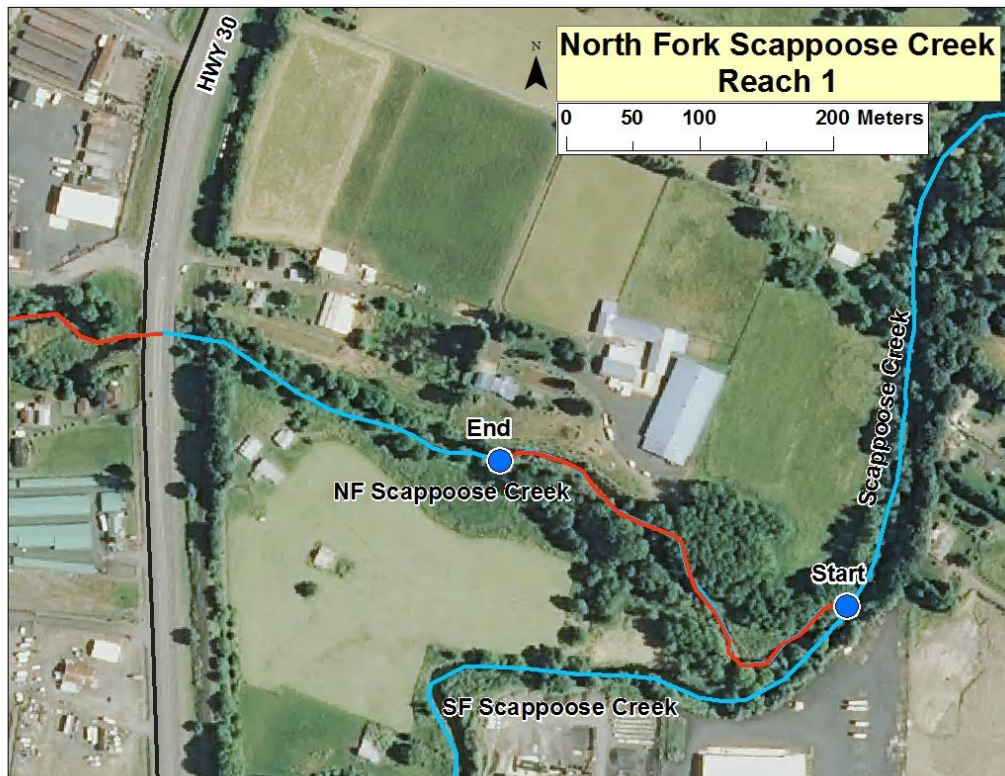 HWY 30
N
North Fork Scappoose Creek
Reach 1
0 50 100 200 Meters
Scappoose Creek
End
NF Scappoose Creek
Start
SF Scappoose Creek